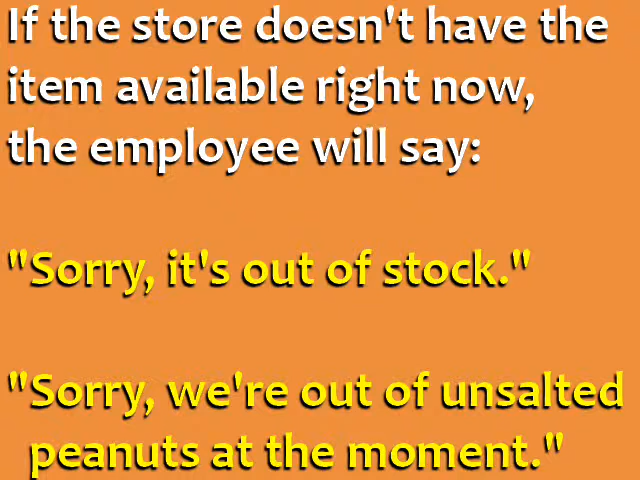 If the store doesn't have the
item available right now,
the employee will say:
"Sorry, it's out of stock."
"Sorry, we're out of unsalted
peanuts at the moment."